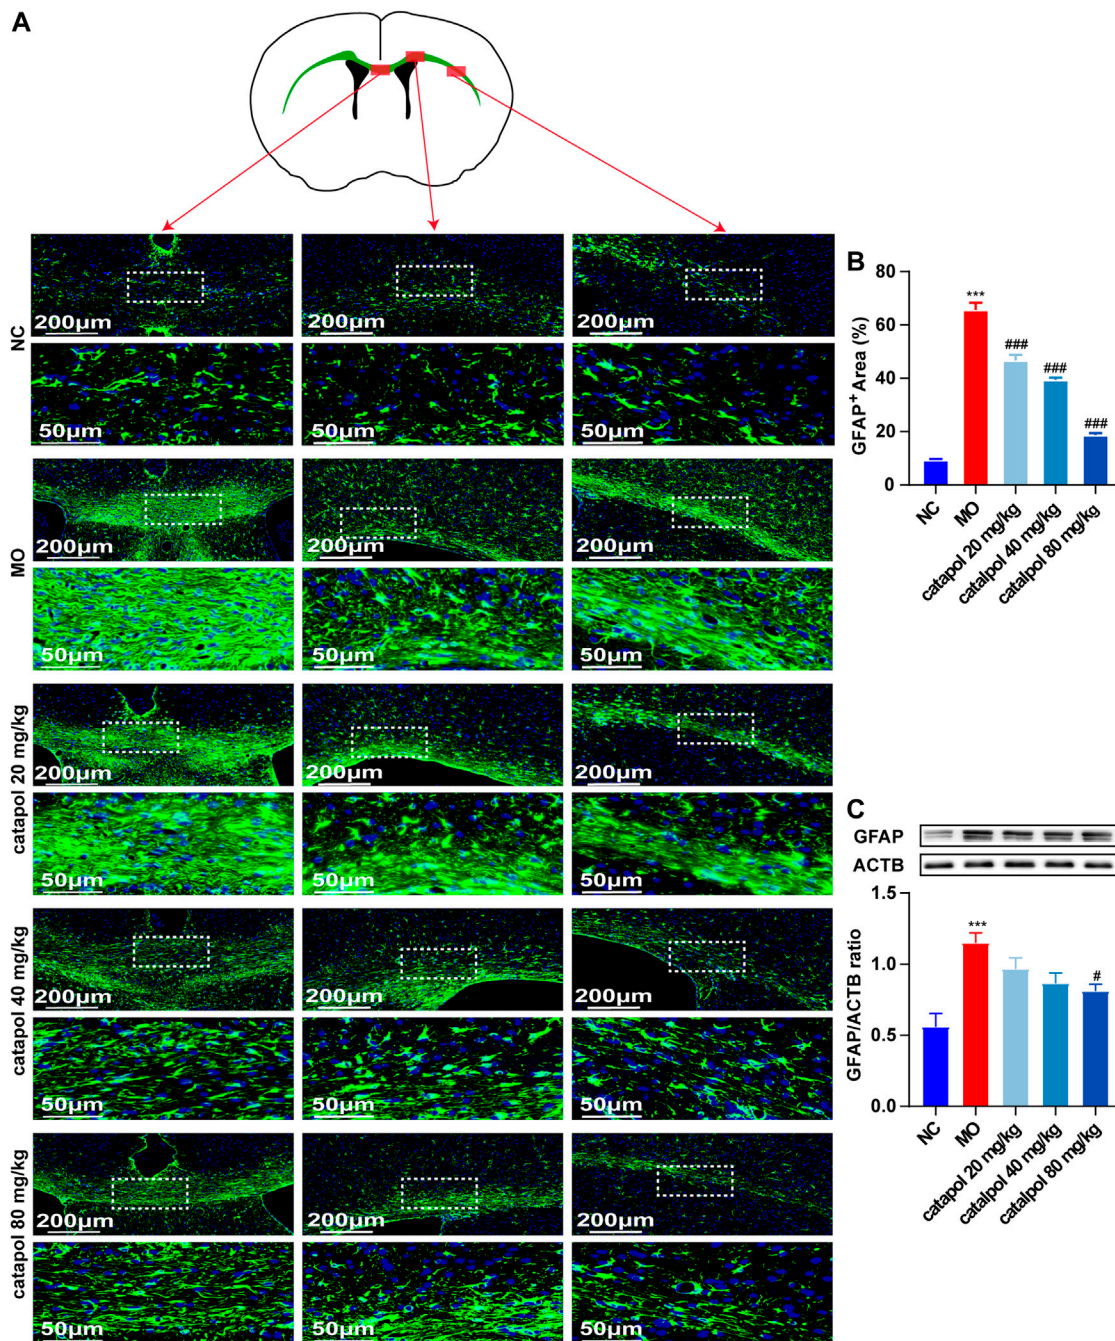 A
NC
200μm
200μm
200μm
50μm
50μm
50μm
MO
200μm
200μm
200μm
50μm
50μm
50μm
catapol 20 mg/kg
200μm
200μm
200μm
50μm
50μm
50μm
catapol 40 mg/kg
200μm
200μm
200μm
50μm
50μm
50μm
catapol 80 mg/kg
200μm
200μm
200μm
50μm
50μm
50μm
B
GFAP+ Area (%)
80
60
40
20
0
***
###
###
###
NC
MO
catapol 20 mg/kg
catalpol 40 mg/kg
catalpol 80 mg/kg
C
GFAP
ACTB
GFAP/ACTB ratio
1.5
1.0
0.5
0.0
***
#
NC
MO
catapol 20 mg/kg
catalpol 40 mg/kg
catalpol 80 mg/kg